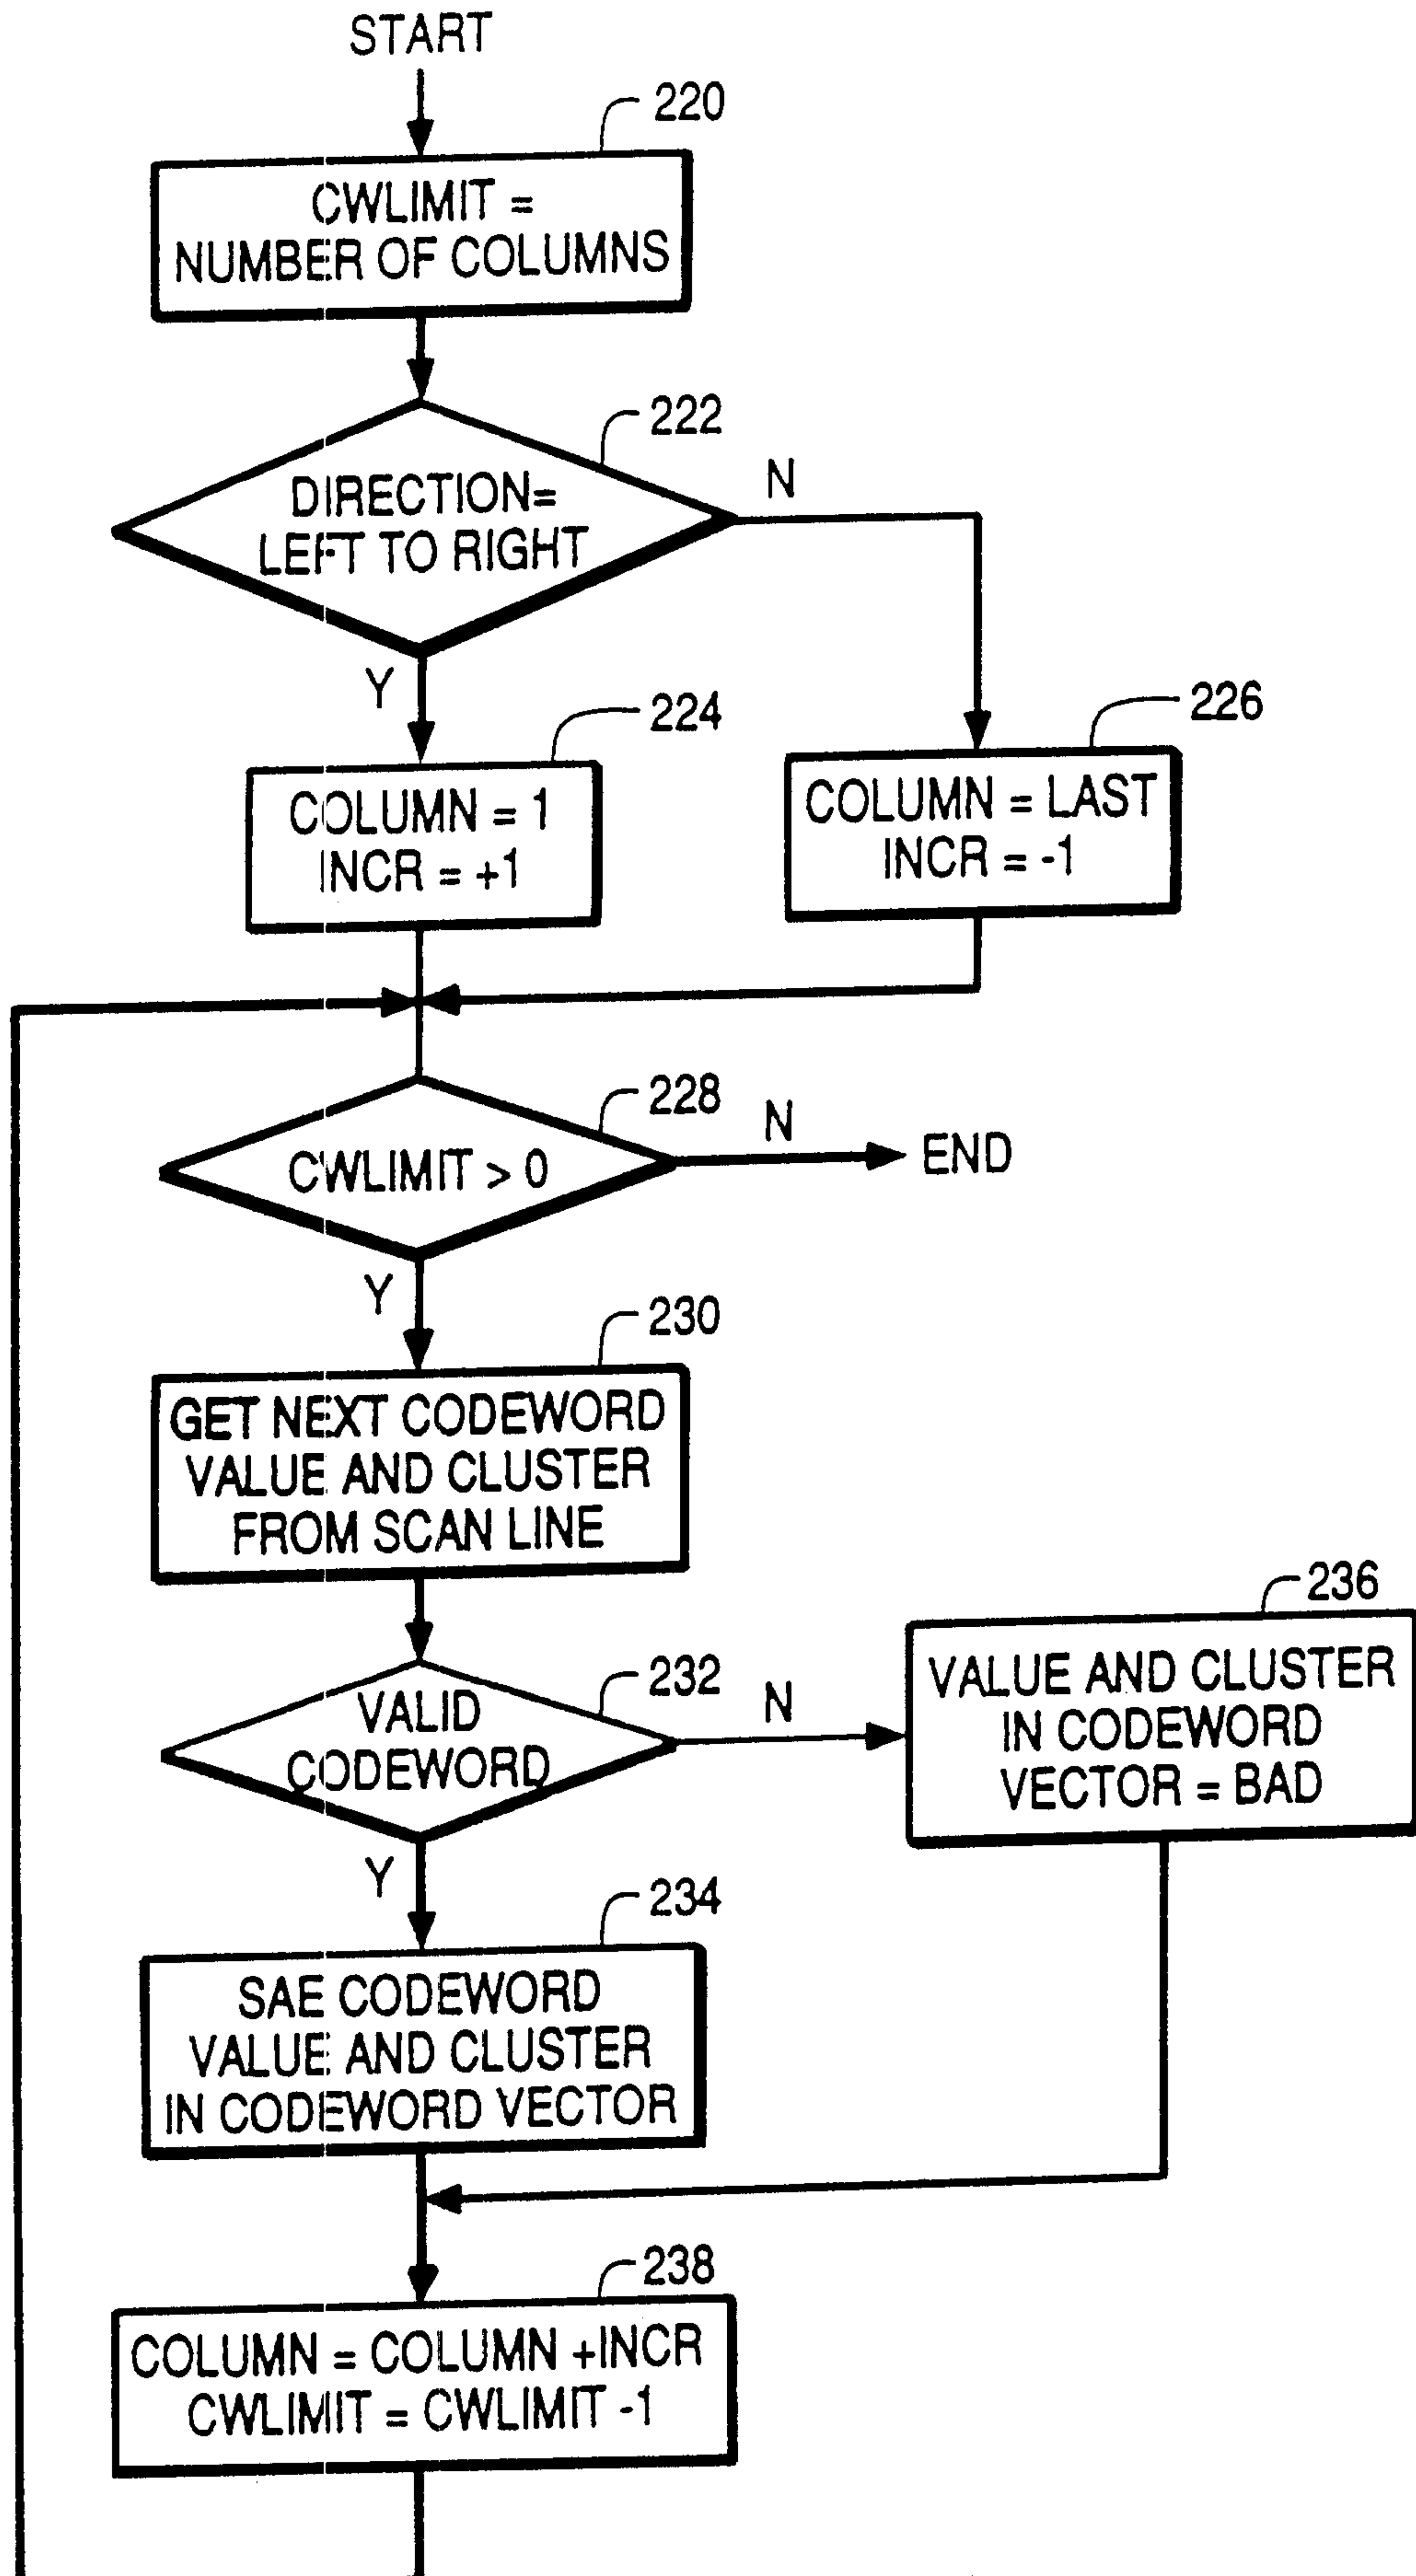 START
220
CWLIMIT =
NUMBER OF COLUMNS
222
DIRECTION=
LEFT TO RIGHT
N
Y
224
COLUMN = 1
INCR = +1
226
COLUMN = LAST
INCR = -1
228
CWLIMIT > 0
N
END
Y
230
GET NEXT CODEWORD
VALUE AND CLUSTER
FROM SCAN LINE
232
VALID
CODEWORD
N
236
VALUE AND CLUSTER
IN CODEWORD
VECTOR = BAD
Y
234
SAE CODEWORD
VALUE AND CLUSTER
IN CODEWORD VECTOR
238
COLUMN = COLUMN +INCR
CWLIMIT = CWLIMIT -1